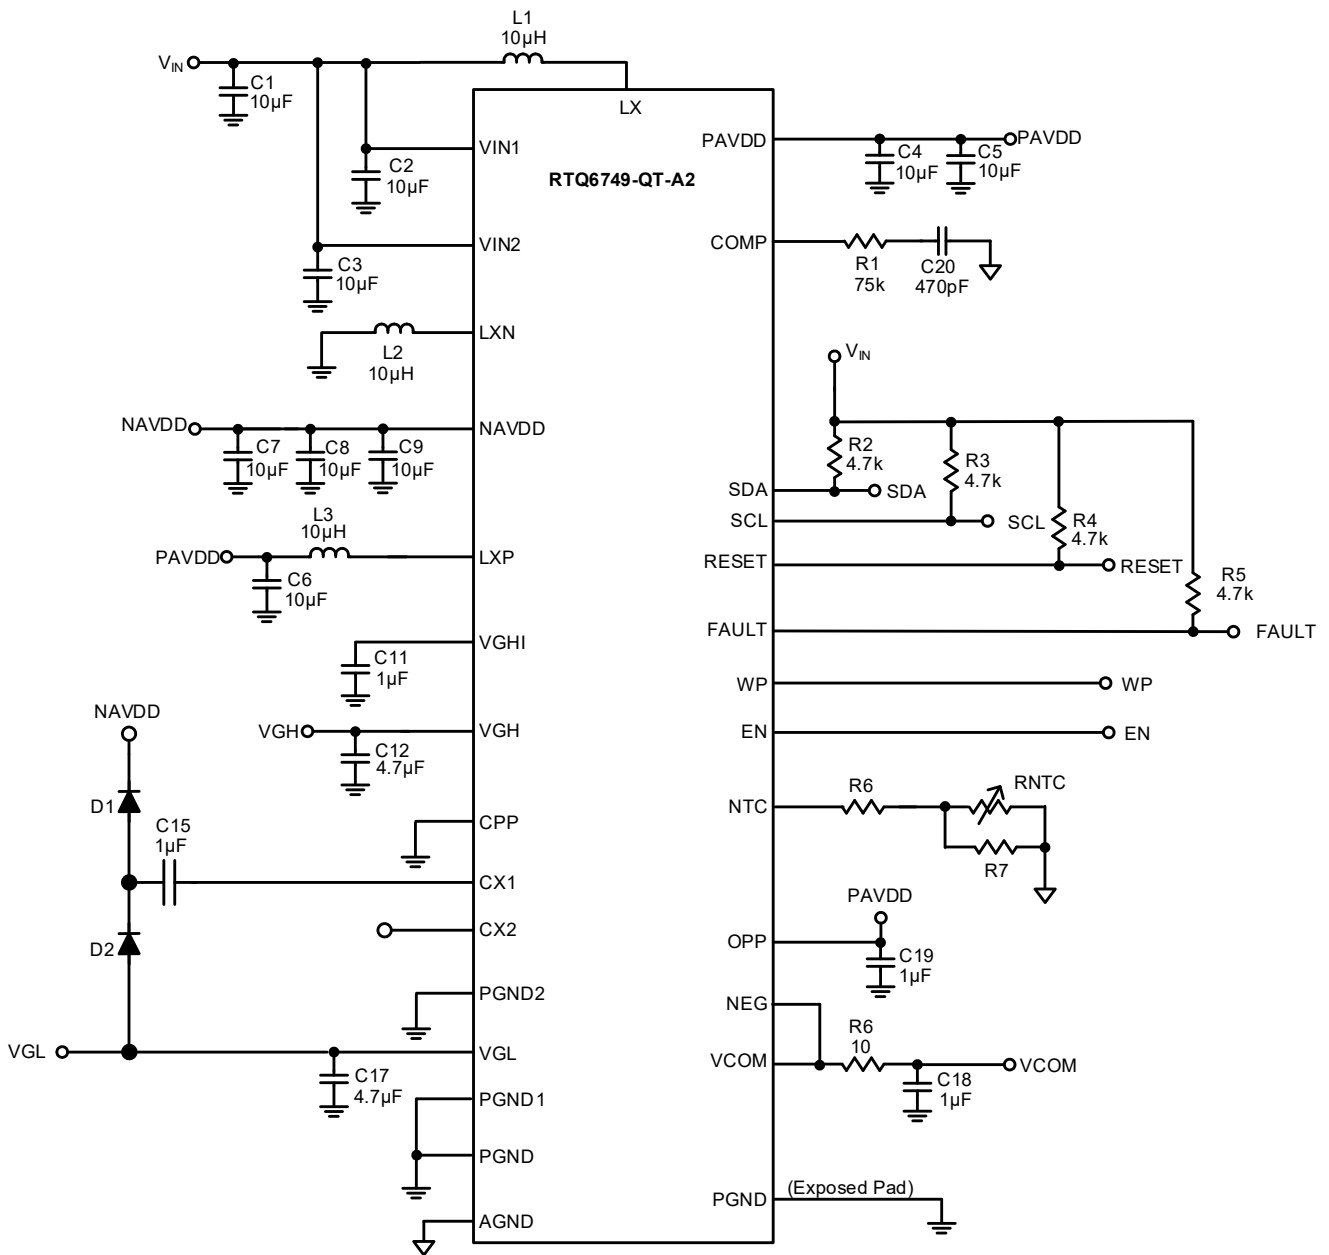 L1
10µH
VIN
C1
10µF
LX
VIN1
C2
10µF
RTQ6749-QT-A2
PAVDD
PAVDD
C4
10µF
C5
10µF
VIN2
C3
10µF
COMP
R1
75k
C20
470pF
LXN
L2
10µH
VIN
NAVDD
NAVDD
C7
10µF
C8
10µF
C9
10µF
R2
4.7k
R3
4.7k
SDA
SDA
SCL
SCL
R4
4.7k
L3
10µH
PAVDD
LXP
C6
10µF
RESET
RESET
R5
4.7k
FAULT
FAULT
VGHI
C11
1µF
WP
WP
NAVDD
VGH
VGH
C12
4.7µF
EN
EN
D1
C15
1µF
CPP
NTC
R6
RNTC
R7
CX1
PAVDD
CX2
D2
OPP
C19
1µF
PGND2
NEG
VGL
VGL
C17
4.7µF
VCOM
R6
10
VCOM
C18
1µF
PGND1
PGND
PGND
(Exposed Pad)
AGND